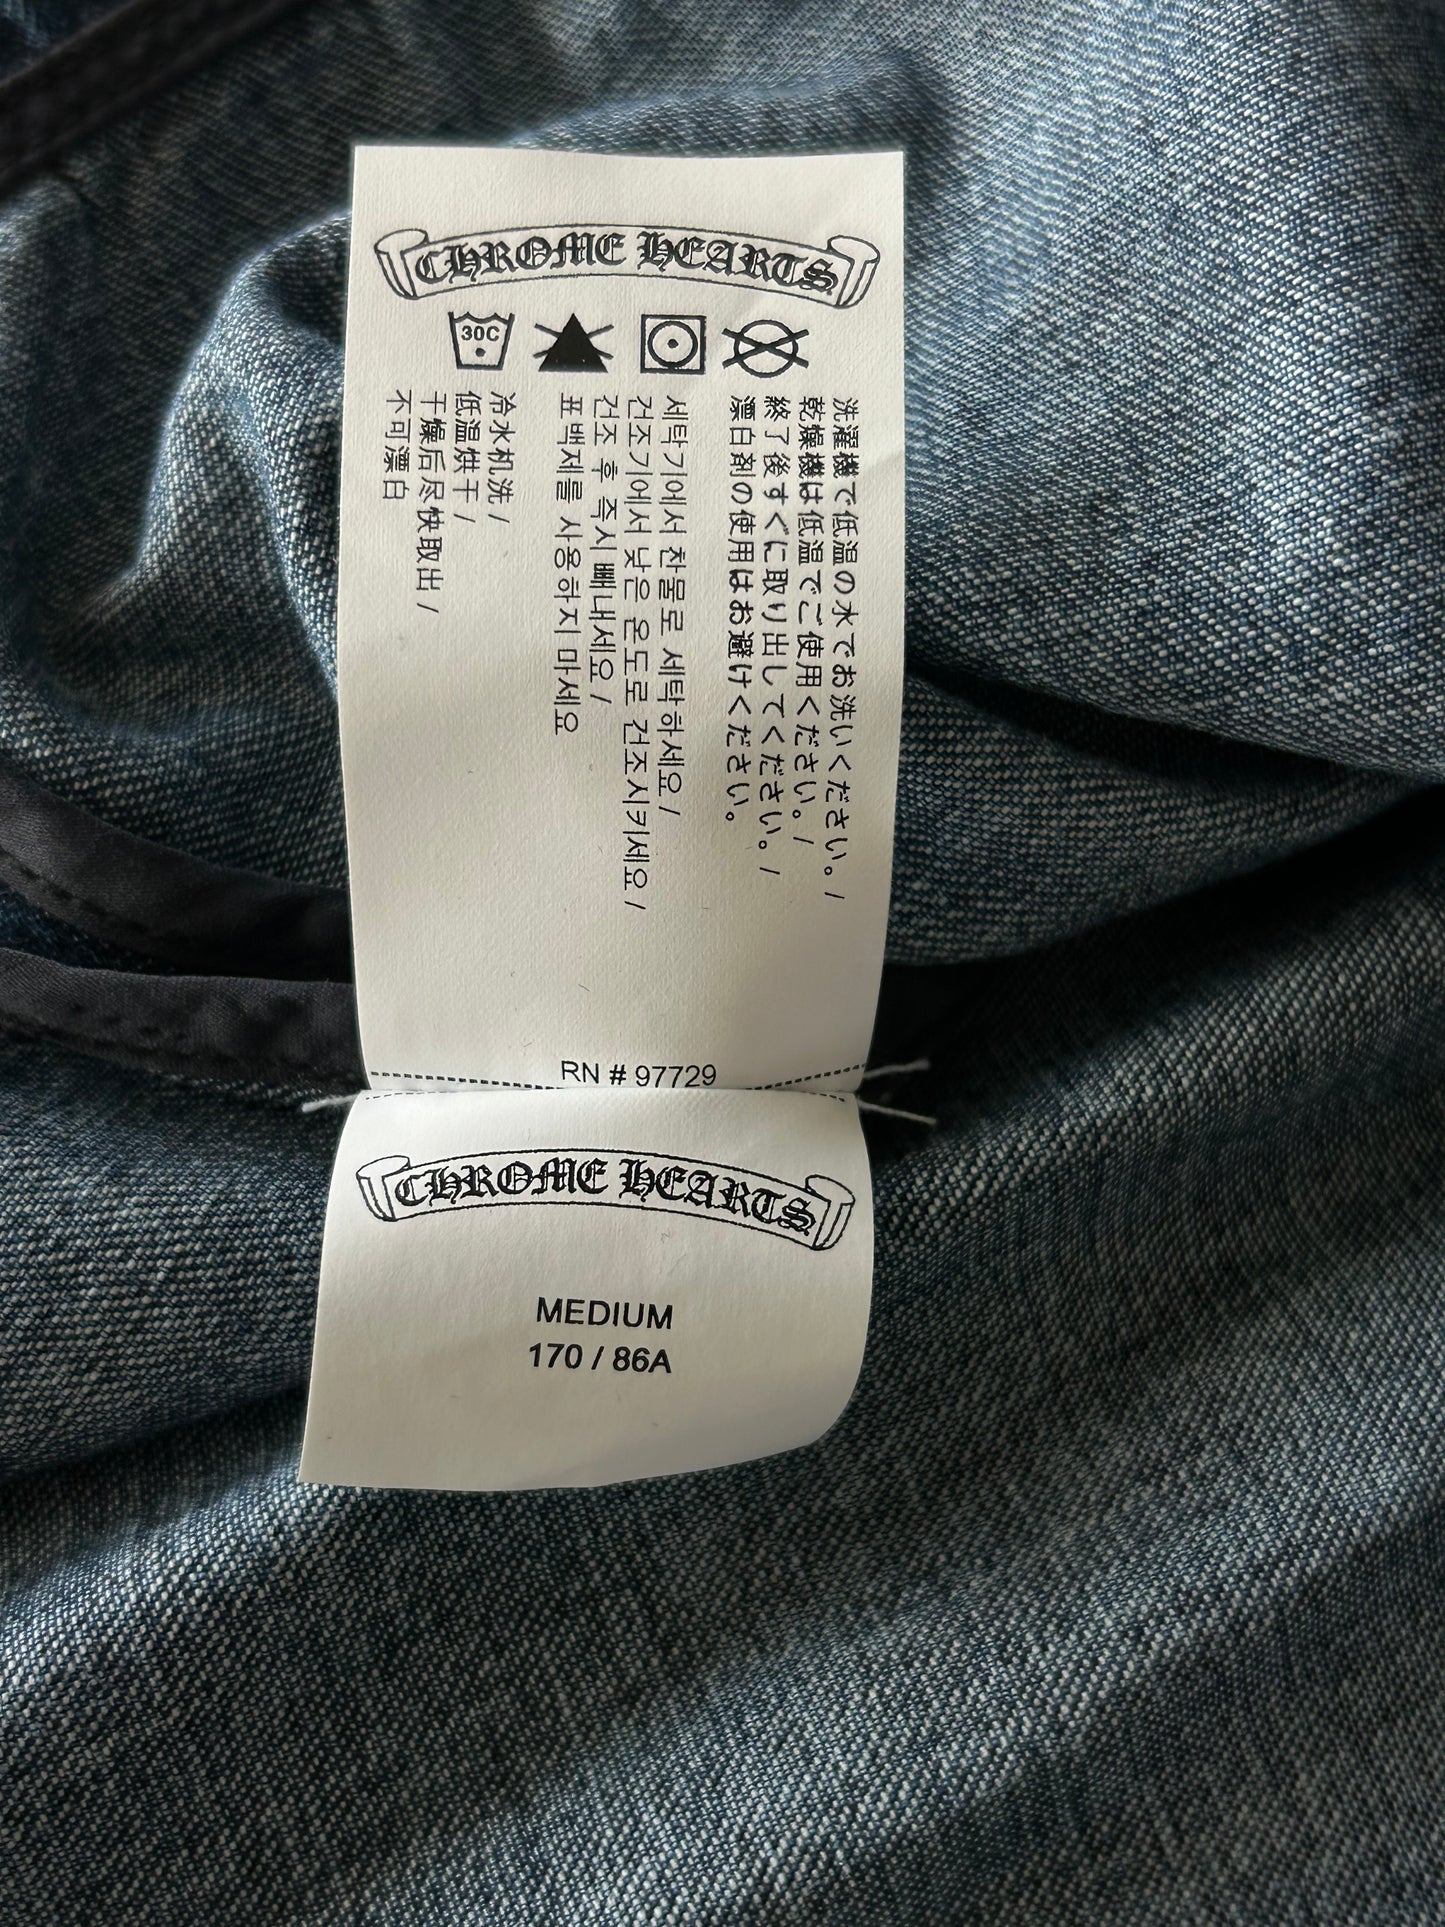 CHROME HEARTS
30C
洗濯機で低温の水でお洗いください。/
乾燥機は低温でご使用ください。/
終了後すぐに取り出してください。/
漂白剤の使用はお避けください。
세탁기에서 찬물로 세탁하세요/
건조기에서 낮은 온도로 건조시키세요/
건조 후 즉시 빼내세요/
표백제를 사용하지 마세요
冷水机洗/
低温烘干/
干燥后尽快取出/
不可漂白
RN # 97729
CHROME HEARTS
MEDIUM
170 / 86A